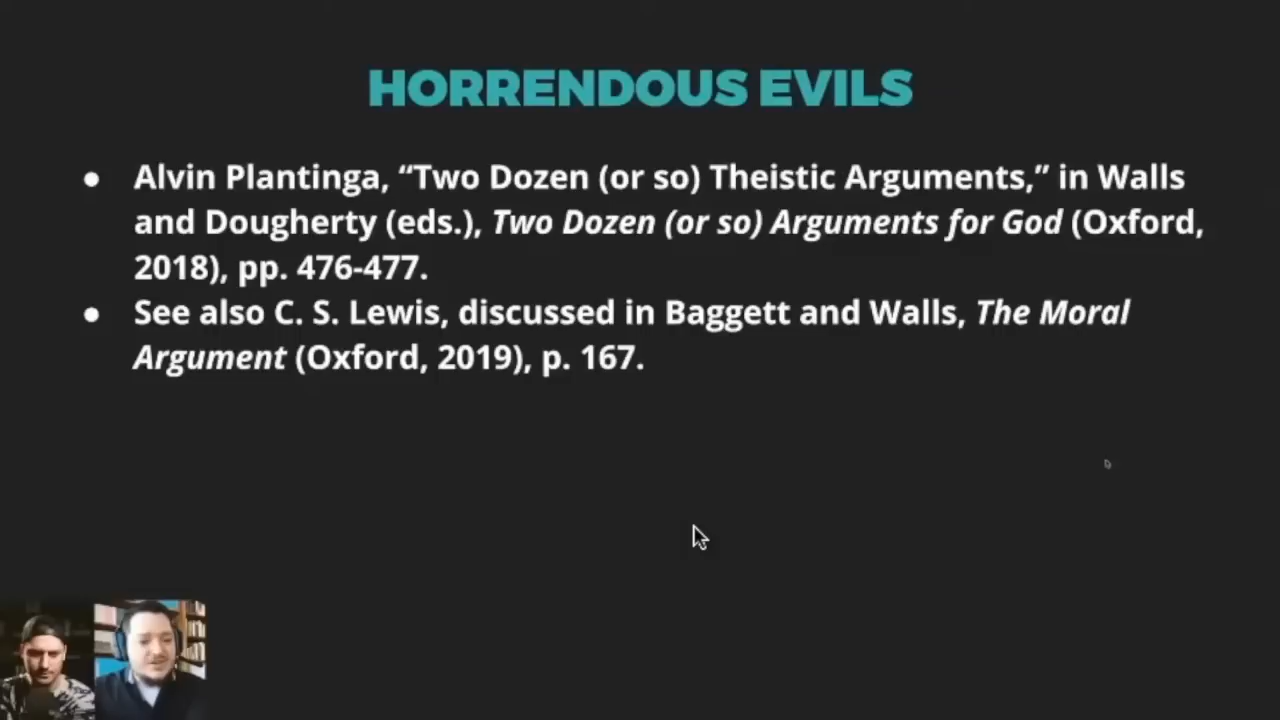 HORRENDOUS EVILS
● Alvin Plantinga, “Two Dozen (or so) Theistic Arguments,” in Walls
and Dougherty (eds.), Two Dozen (or so) Arguments for God (Oxford,
2018), pp. 476-477.
● See also C. S. Lewis, discussed in Baggett and Walls, The Moral
Argument (Oxford, 2019), p. 167.